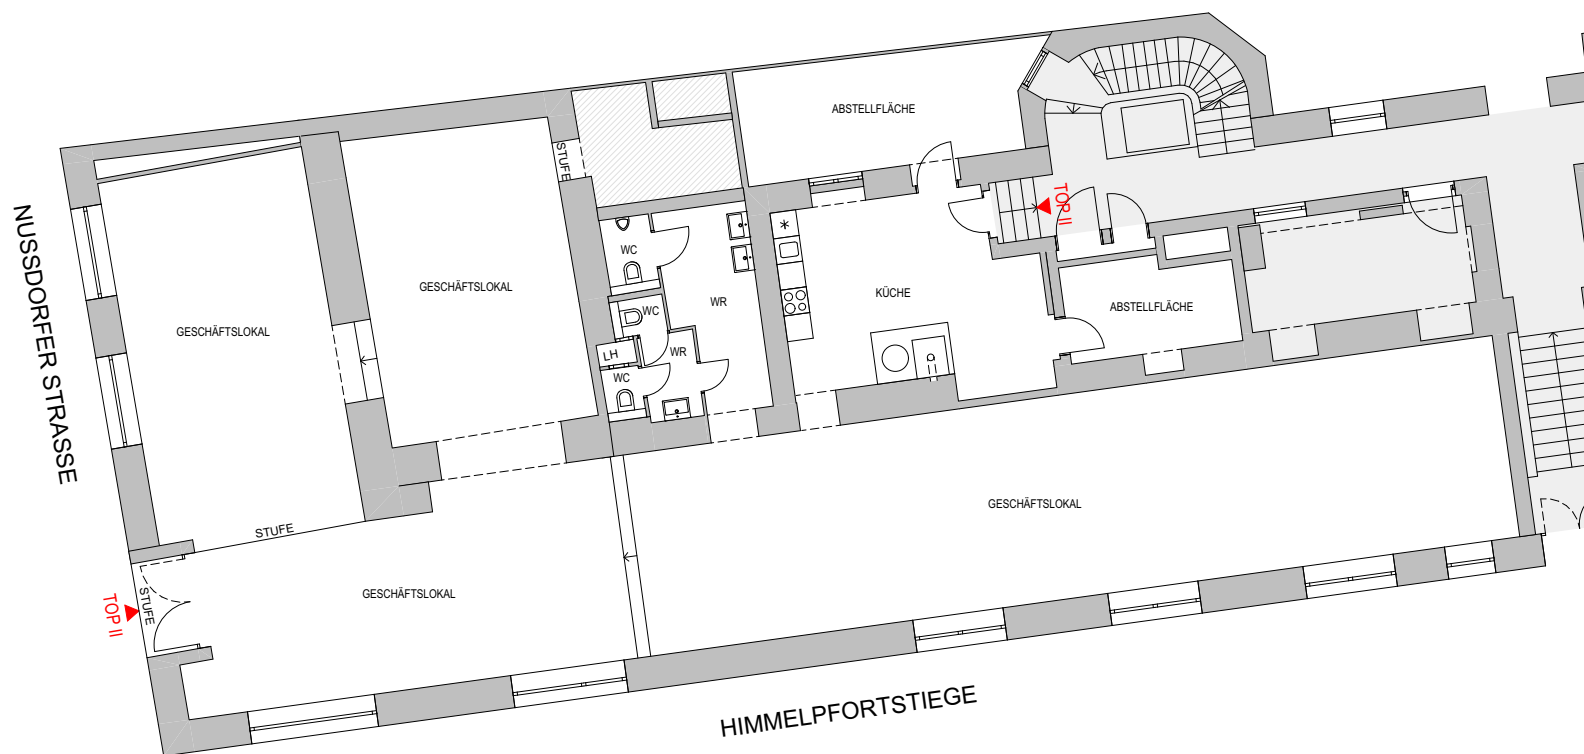 ABSTELLFLÄCHE
STUFE
TOP II
NUSSDORFER STRASSE
WC
GESCHÄFTSLOKAL
KÜCHE
WR
ABSTELLFLÄCHE
GESCHÄFTSLOKAL
WC
LH
WR
WC
GESCHÄFTSLOKAL
STUFE
GESCHÄFTSLOKAL
STUFE
TOP II
HIMMELPFORTSTIEGE